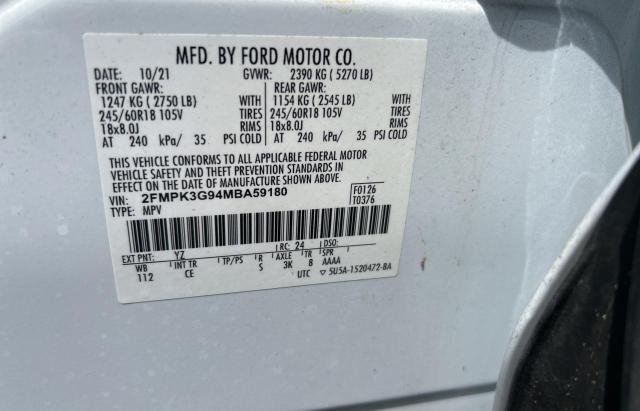 MFD. BY FORD MOTOR CO.
DATE: 10/21 GVWR: 2390 KG ( 5270 LB)
FRONT GAWR: REAR GAWR:
1247 KG ( 2750 LB) WITH 1154 KG ( 2545 LB) WITH
245/60R18 105V TIRES 245/60R18 105V TIRES
18x8.0J RIMS 18x8.0J RIMS
AT 240 kPa/ 35 PSI COLD AT 240 kPa/ 35 PSI COLD
THIS VEHICLE CONFORMS TO ALL APPLICABLE FEDERAL MOTOR
VEHICLE SAFETY AND THEFT PREVENTION STANDARDS
IN EFFECT ON THE DATE OF MANUFACTURE SHOWN ABOVE.
VIN: 2FMPK3G94MBA59180 F0126
TYPE: MPV T0376
EXT PNT: YZ RC: 24 DSO:
WB INT TR TP/PS R AXLE TR SPR
112 CE S 3K 8 AAAA
UTC ▽5U5A-1520472-BA